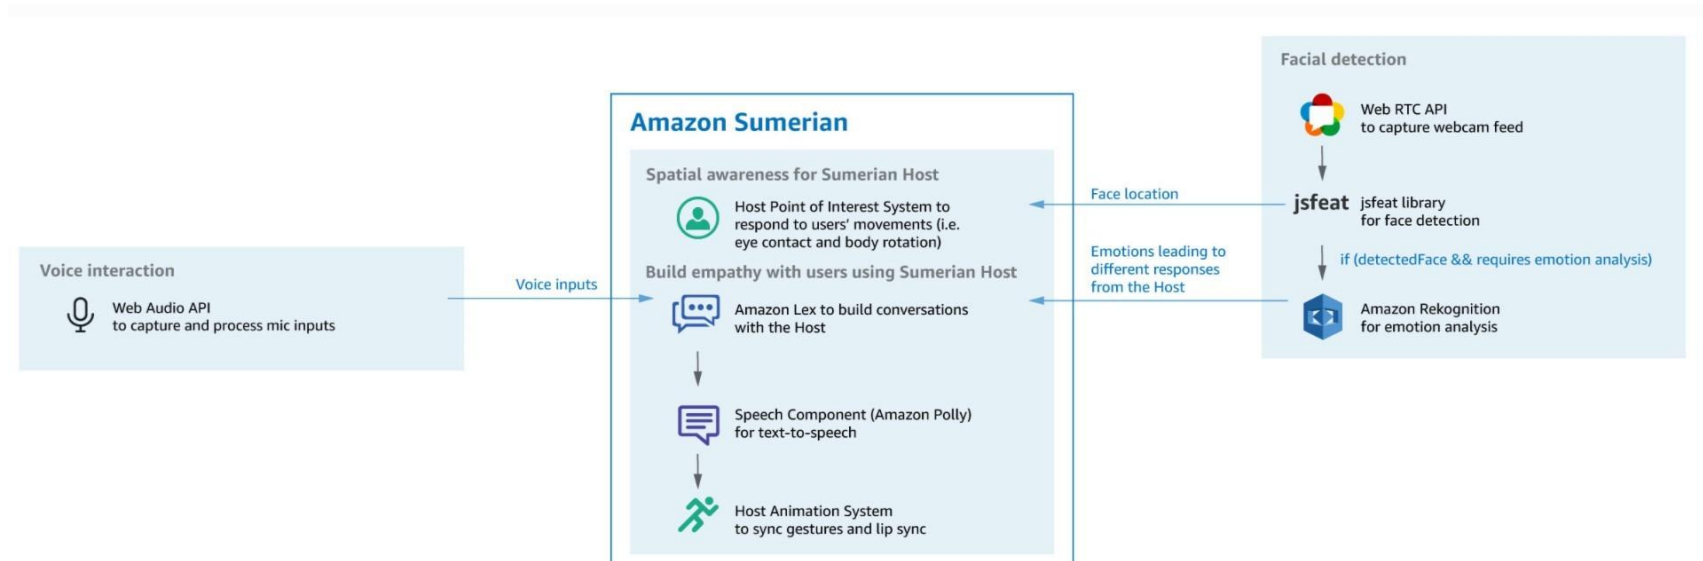 Voice interaction
Web Audio API
to capture and process mic inputs
Voice inputs
Amazon Sumerian
Spatial awareness for Sumerian Host
Host Point of Interest System to
respond to users' movements (i.e.
eye contact and body rotation)
Build empathy with users using Sumerian Host
Amazon Lex to build conversations
with the Host
Speech Component (Amazon Polly)
for text-to-speech
Host Animation System
to sync gestures and lip sync
Face location
Emotions leading to
different responses
from the Host
Facial detection
Web RTC API
to capture webcam feed
jsfeat
jsfeat library
for face detection
if (detectedFace && requires emotion analysis)
Amazon Rekognition
for emotion analysis